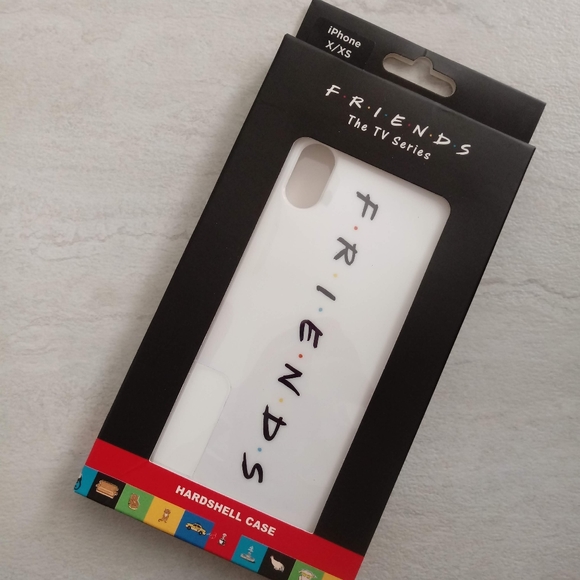 iPhone
X/XS
F·R·I·E·N·D·S
The TV Series
F·R·I·E·N·D·S
HARDSHELL CASE